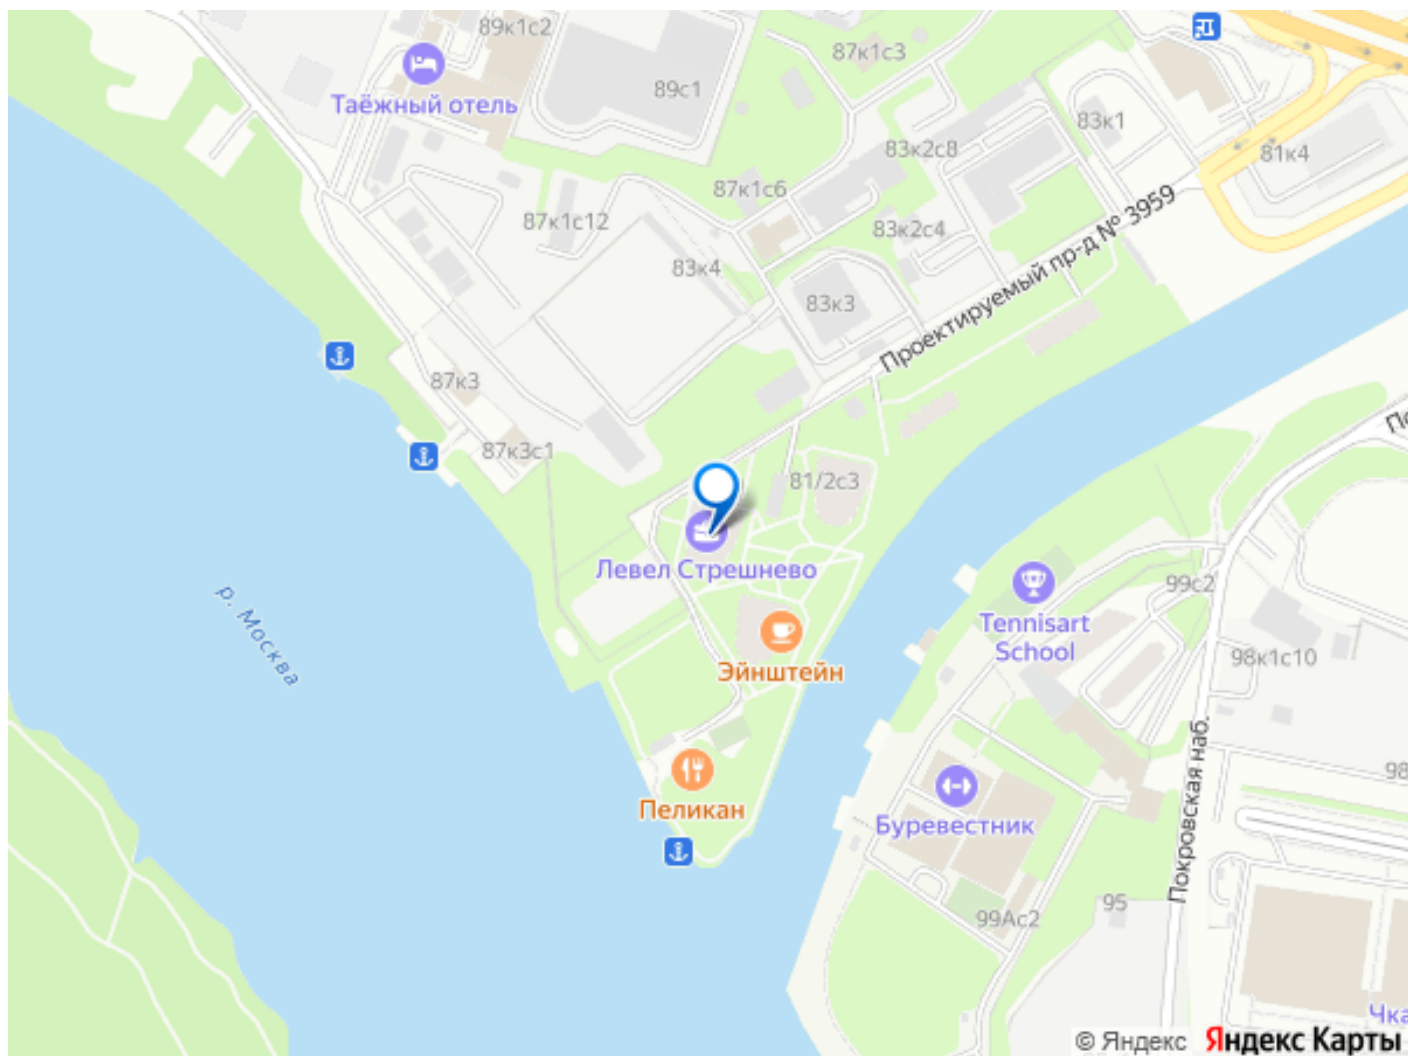 89к1с2
87к1с3
Таёжный отель
89с1
83к1
83к2с8
81к4
87к1с6
87к1с12
83к2с4
Проектируемый пр-д № 3959
83к4
83к3
87к3
87к3с1
81/2с3
Левел Стрешнево
р. Москва
99с2
Tennisart
School
98к1с10
Эйнштейн
Пеликан
Буревестник
Покровская наб.
98
95
99Ас2
Чка
© Яндекс Яндекс Карты